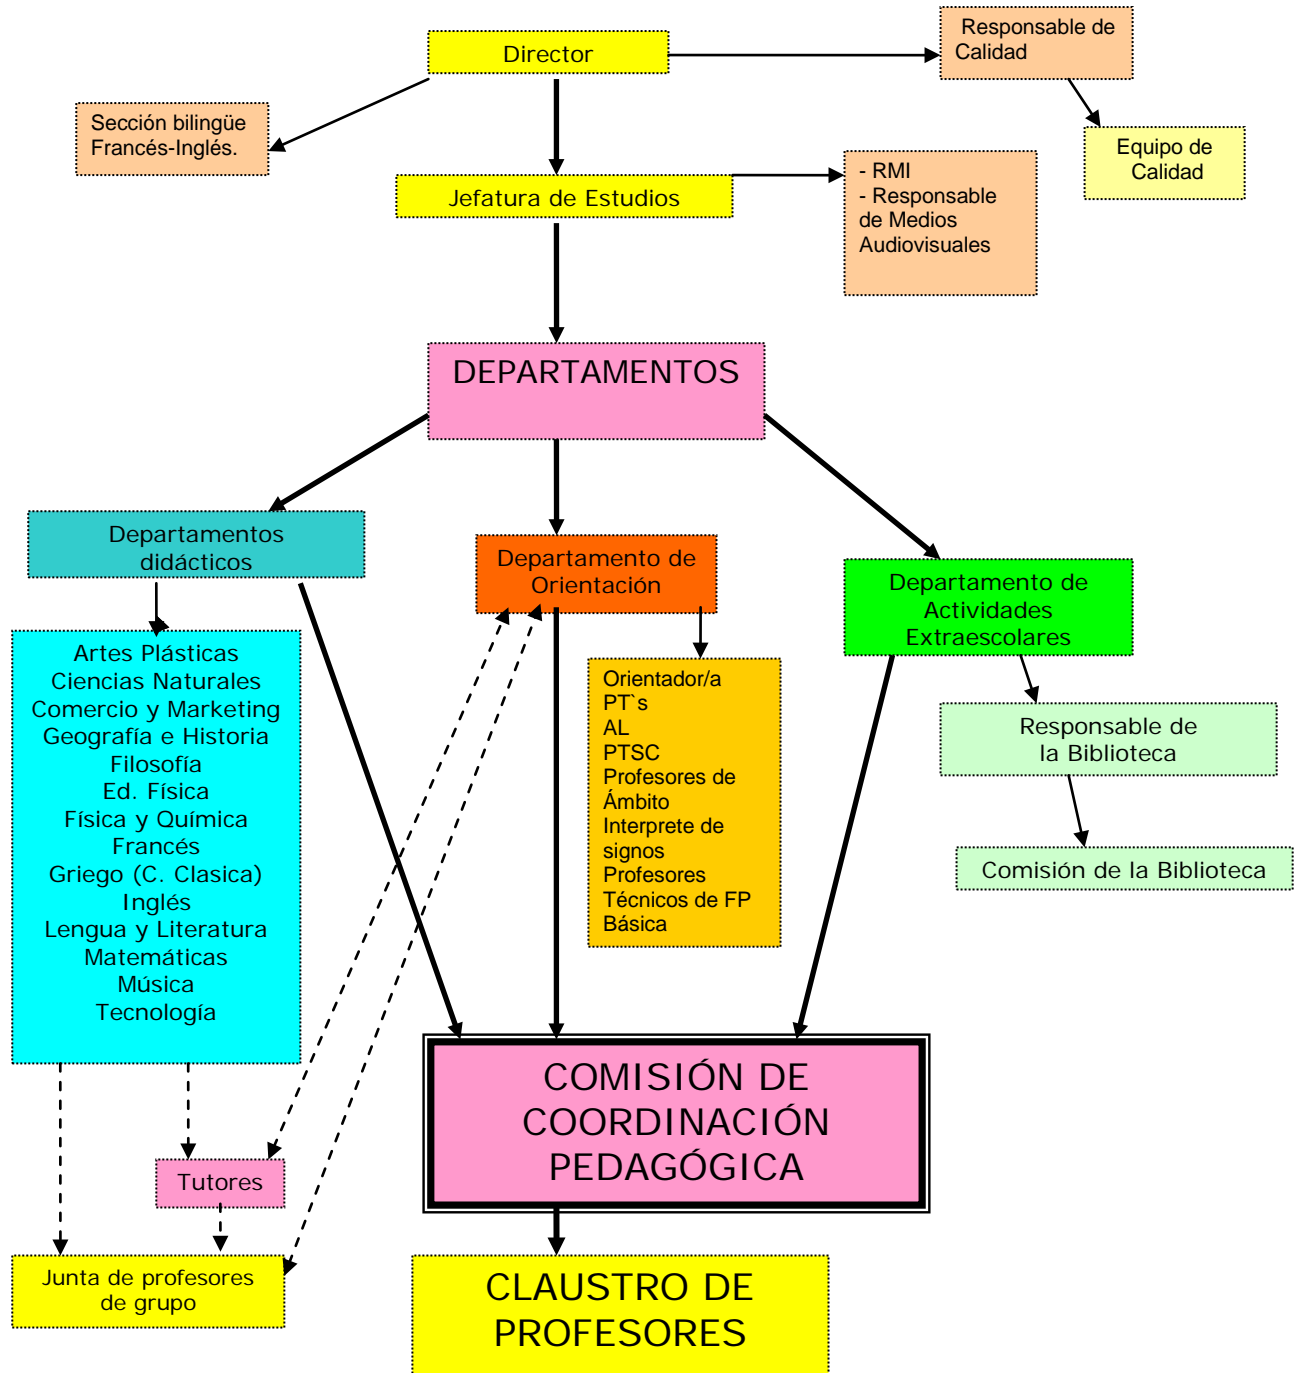 Director
Responsable de
Calidad
Sección bilingüe
Francés-Inglés.
Equipo de
Calidad
Jefatura de Estudios
- RMI
- Responsable
de Medios
Audiovisuales
DEPARTAMENTOS
Departamentos
didácticos
Departamento de
Orientación
Departamento de
Actividades
Extraescolares
Artes Plásticas
Ciencias Naturales
Comercio y Marketing
Geografía e Historia
Filosofía
Ed. Física
Física y Química
Francés
Griego (C. Clasica)
Inglés
Lengua y Literatura
Matemáticas
Música
Tecnología
Orientador/a
PT`s
AL
PTSC
Profesores de
Ámbito
Interprete de
signos
Profesores
Técnicos de FP
Básica
Responsable de
la Biblioteca
Comisión de la Biblioteca
COMISIÓN DE
COORDINACIÓN
PEDAGÓGICA
Tutores
Junta de profesores
de grupo
CLAUSTRO DE
PROFESORES